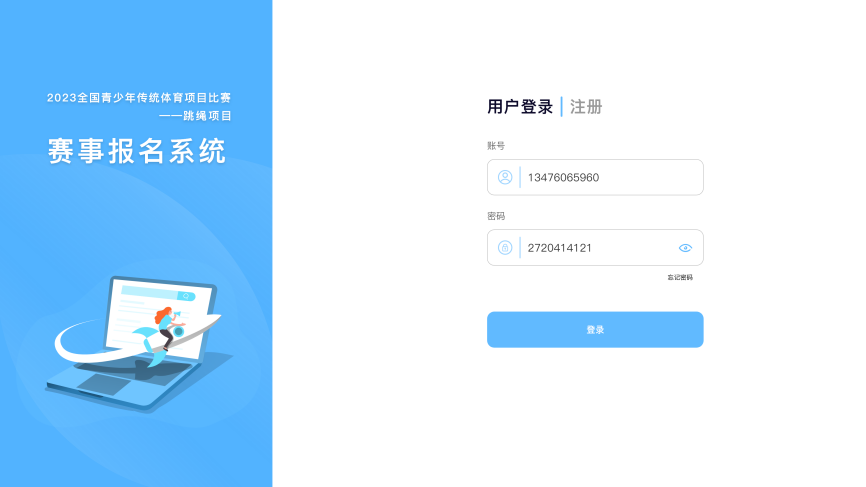 2023全国青少年传统体育项目比赛
——跳绳项目
赛事报名系统
用户登录 | 注册
账号
13476065960
密码
2720414121
忘记密码
登录